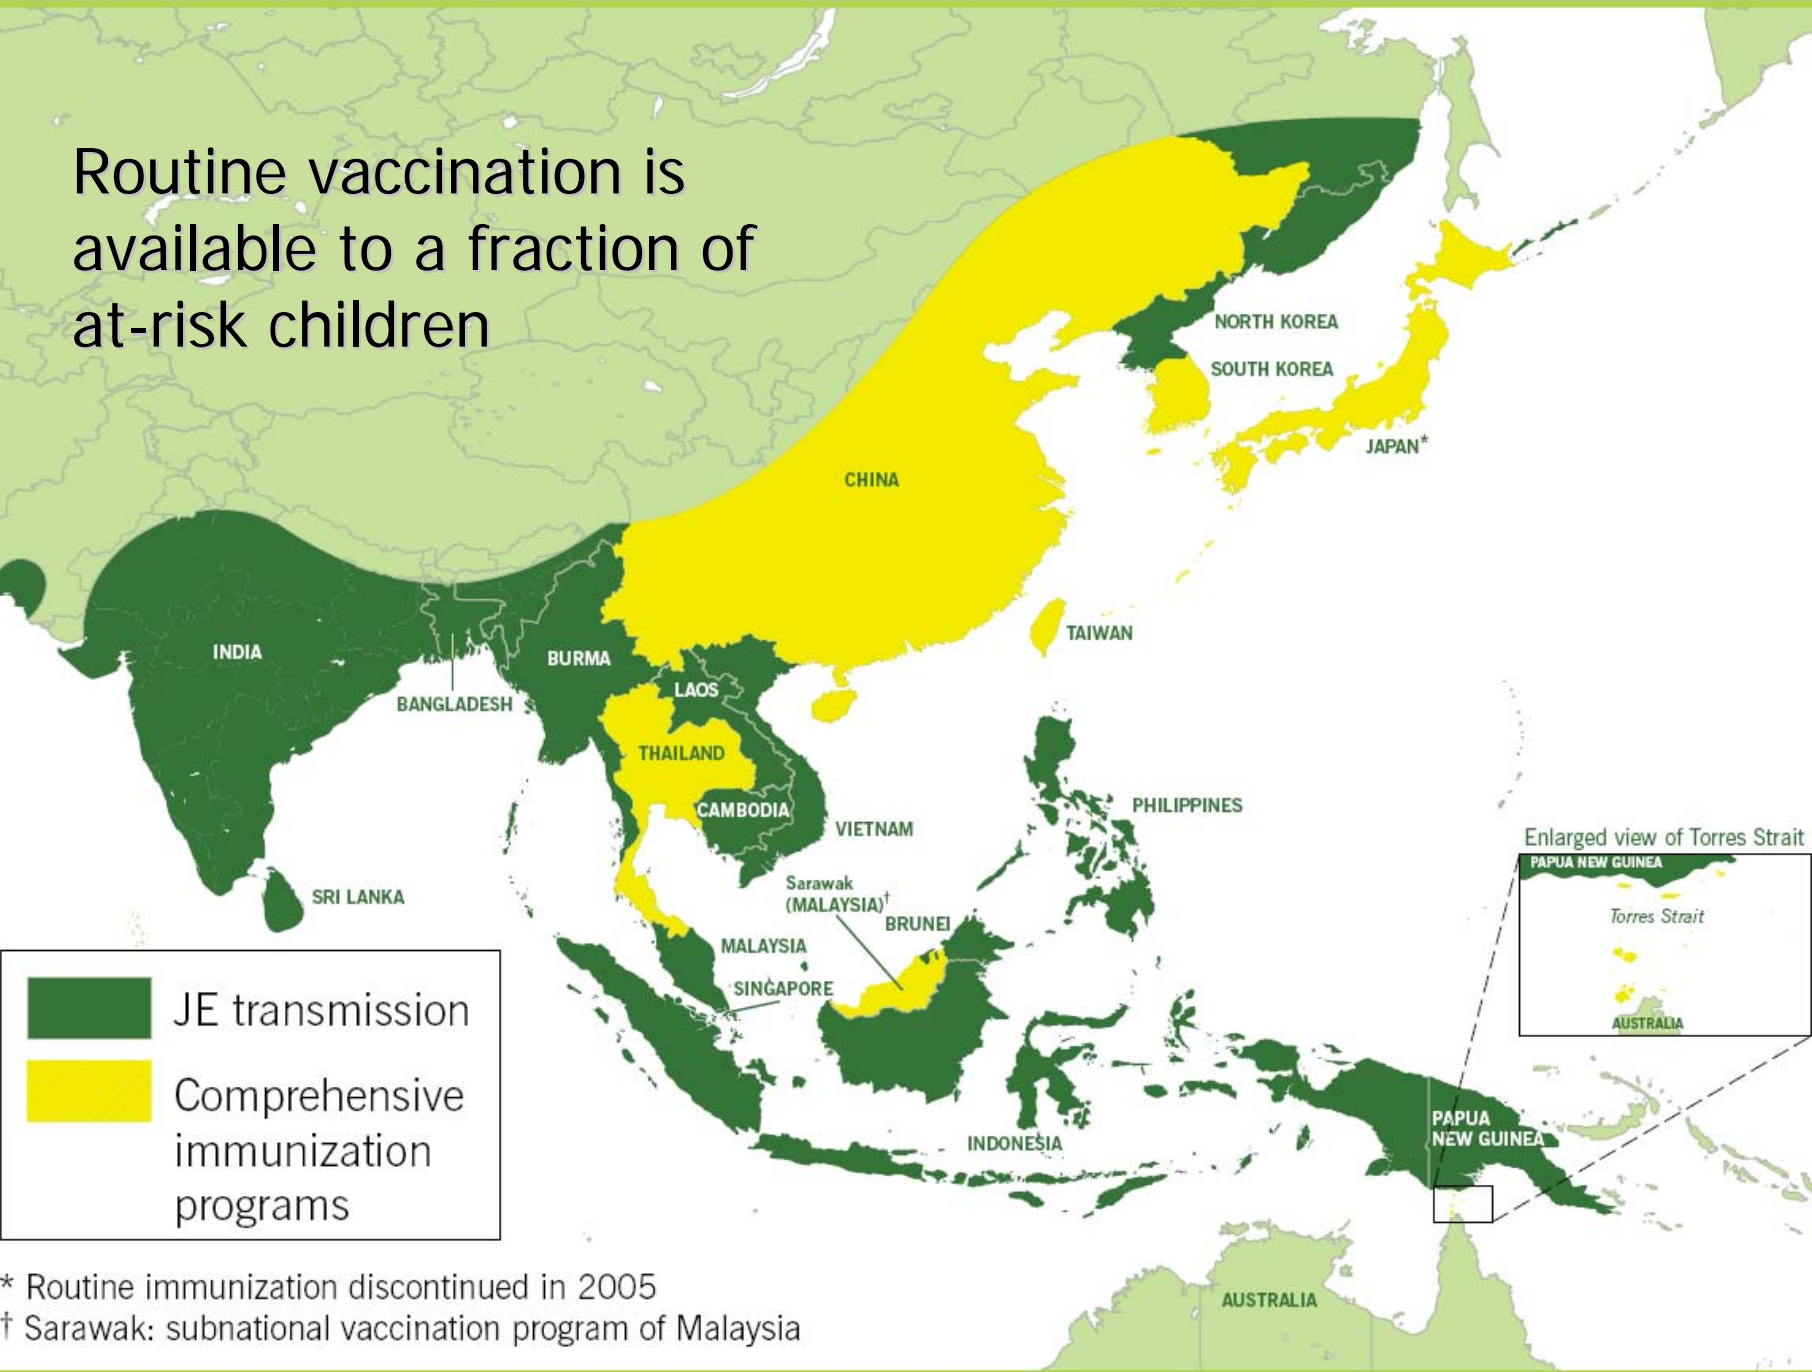 Routine vaccination is
available to a fraction of
at-risk children
NORTH KOREA
SOUTH KOREA
JAPAN*
CHINA
TAIWAN
INDIA
BURMA
BANGLADESH
LAOS
THAILAND
CAMBODIA
VIETNAM
PHILIPPINES
SRI LANKA
Sarawak
(MALAYSIA)†
BRUNEI
MALAYSIA
SINGAPORE
Enlarged view of Torres Strait
PAPUA NEW GUINEA
Torres Strait
AUSTRALIA
JE transmission
Comprehensive
immunization
programs
INDONESIA
PAPUA
NEW GUINEA
AUSTRALIA
* Routine immunization discontinued in 2005
† Sarawak: subnational vaccination program of Malaysia